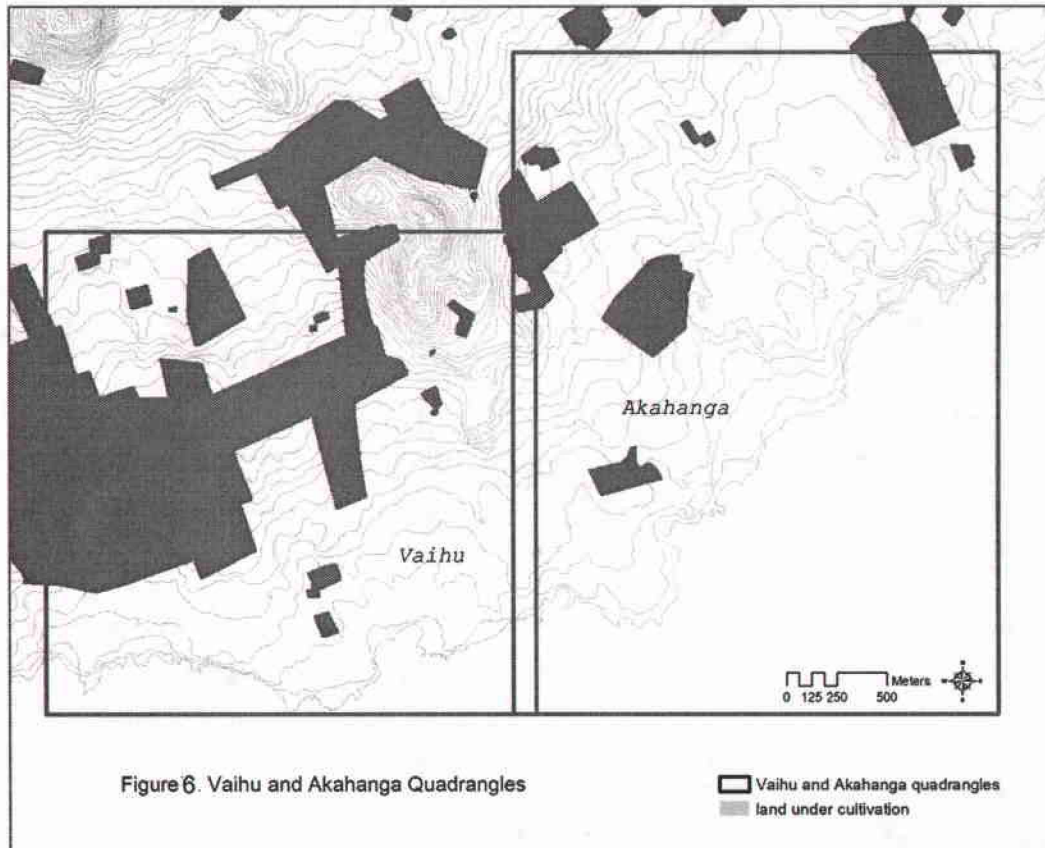 Akahanga
Vaihu
Meters
0 125 250 500
Figure 6. Vaihu and Akahanga Quadrangles
Vaihu and Akahanga quadrangles
land under cultivation